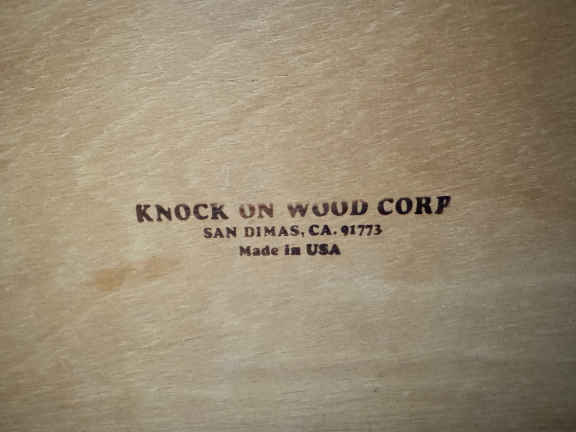 KNOCK ON WOOD CORP
SAN DIMAS, CA. 91773
Made in USA